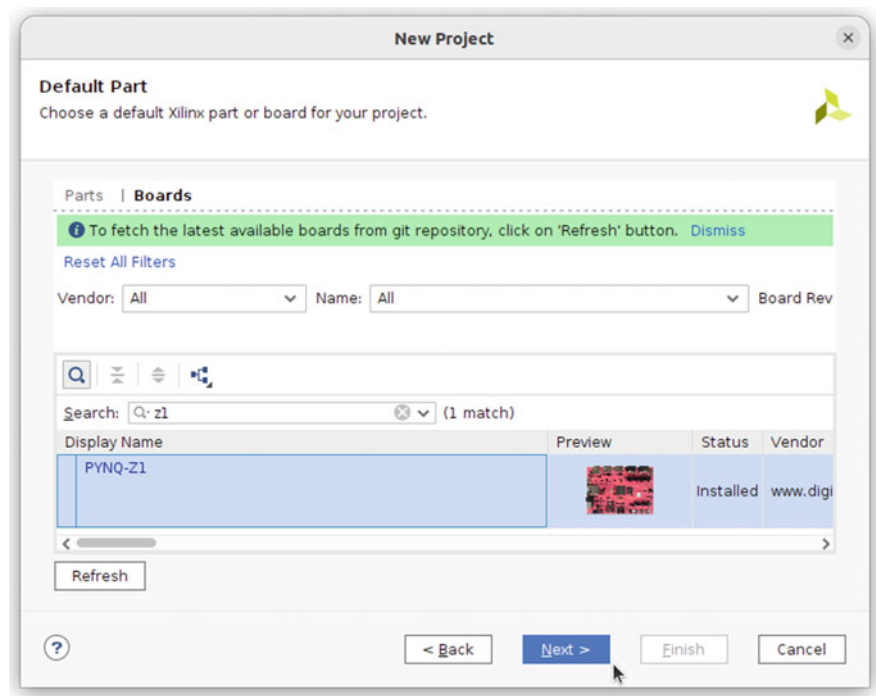 New Project
Default Part
Choose a default Xilinx part or board for your project.
Parts | Boards
To fetch the latest available boards from git repository, click on 'Refresh' button. Dismiss
Reset All Filters
Vendor: All Name: All Board Rev
Search: z1 (1 match)
Display Name Preview Status Vendor
PYNQ-Z1 Installed www.digi
Refresh
? < Back Next > Finish Cancel